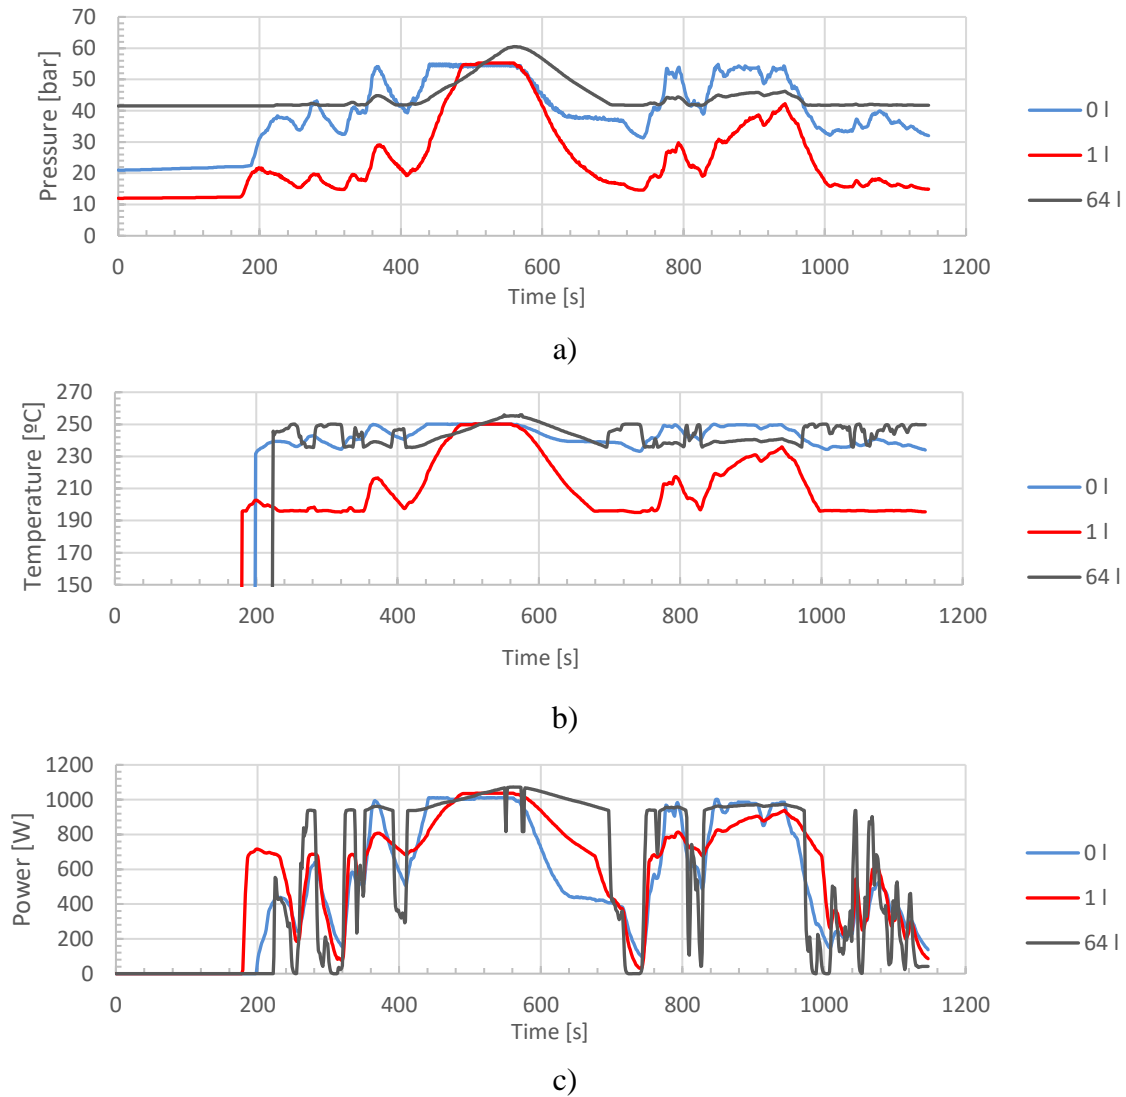 70
60
50
40
30
20
10
0
Pressure [bar]
0 200 400 600 800 1000 1200
Time [s]
0 l
1 l
64 l
a)
270
250
230
210
190
170
150
Temperature [ºC]
0 200 400 600 800 1000 1200
Time [s]
0 l
1 l
64 l
b)
1200
1000
800
600
400
200
0
Power [W]
0 200 400 600 800 1000 1200
Time [s]
0 l
1 l
64 l
c)